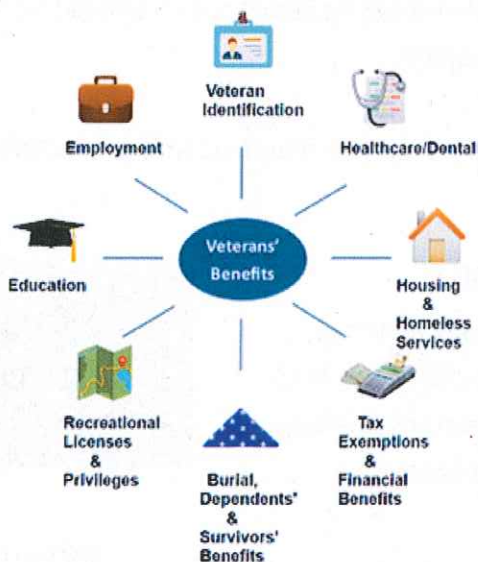 Veteran
Identification
Employment
Healthcare/Dental
Veterans'
Benefits
Education
Housing
&
Homeless
Services
Recreational
Licenses
&
Privileges
Burial,
Dependents'
&
Survivors'
Benefits
Tax
Exemptions
&
Financial
Benefits